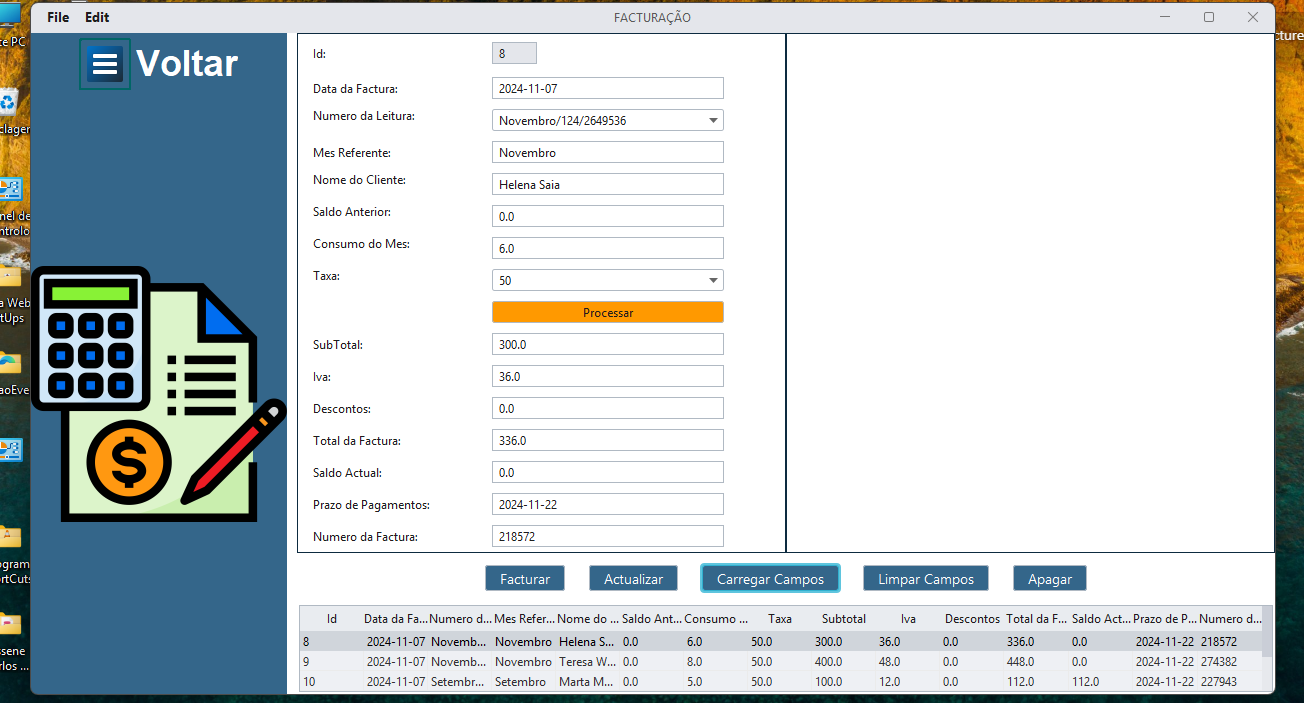 File Edit FACTURAÇÃO
Voltar
Id: 8
Data da Factura: 2024-11-07
Numero da Leitura: Novembro/124/2649536
Mes Referente: Novembro
Nome do Cliente: Helena Saia
Saldo Anterior: 0.0
Consumo do Mes: 6.0
Taxa: 50
Processar
SubTotal: 300.0
Iva: 36.0
Descontos: 0.0
Total da Factura: 336.0
Saldo Actual: 0.0
Prazo de Pagamentos: 2024-11-22
Numero da Factura: 218572
Facturar Actualizar Carregar Campos Limpar Campos Apagar
Id Data da Fa... Numero d... Mes Refer... Nome do ... Saldo Ant... Consumo ... Taxa Subtotal Iva Descontos Total da F... Saldo Act... Prazo de P... Numero d...
8 2024-11-07 Novemb... Novembro Helena S... 0.0 6.0 50.0 300.0 36.0 0.0 336.0 0.0 2024-11-22 218572
9 2024-11-07 Novemb... Novembro Teresa W... 0.0 8.0 50.0 400.0 48.0 0.0 448.0 0.0 2024-11-22 274382
10 2024-11-07 Setembr... Setembro Marta M... 0.0 5.0 50.0 100.0 12.0 0.0 112.0 112.0 2024-11-22 227943